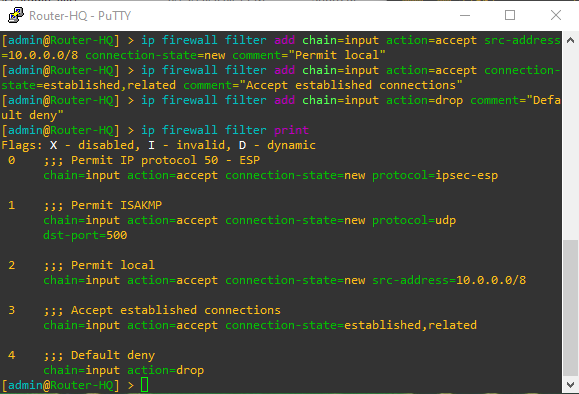 Router-HQ - PuTTY
[admin@Router-HQ] > ip firewall filter add chain=input action=accept src-address
=10.0.0.0/8 connection-state=new comment="Permit local"
[admin@Router-HQ] > ip firewall filter add chain=input action=accept connection-
state=established,related comment="Accept established connections"
[admin@Router-HQ] > ip firewall filter add chain=input action=drop comment="Defa
ult deny"
[admin@Router-HQ] > ip firewall filter print
Flags: X - disabled, I - invalid, D - dynamic
0 ;;; Permit IP protocol 50 - ESP
chain=input action=accept connection-state=new protocol=ipsec-esp
1 ;;; Permit ISAKMP
chain=input action=accept connection-state=new protocol=udp
dst-port=500
2 ;;; Permit local
chain=input action=accept connection-state=new src-address=10.0.0.0/8
3 ;;; Accept established connections
chain=input action=accept connection-state=established,related
4 ;;; Default deny
chain=input action=drop
[admin@Router-HQ] >